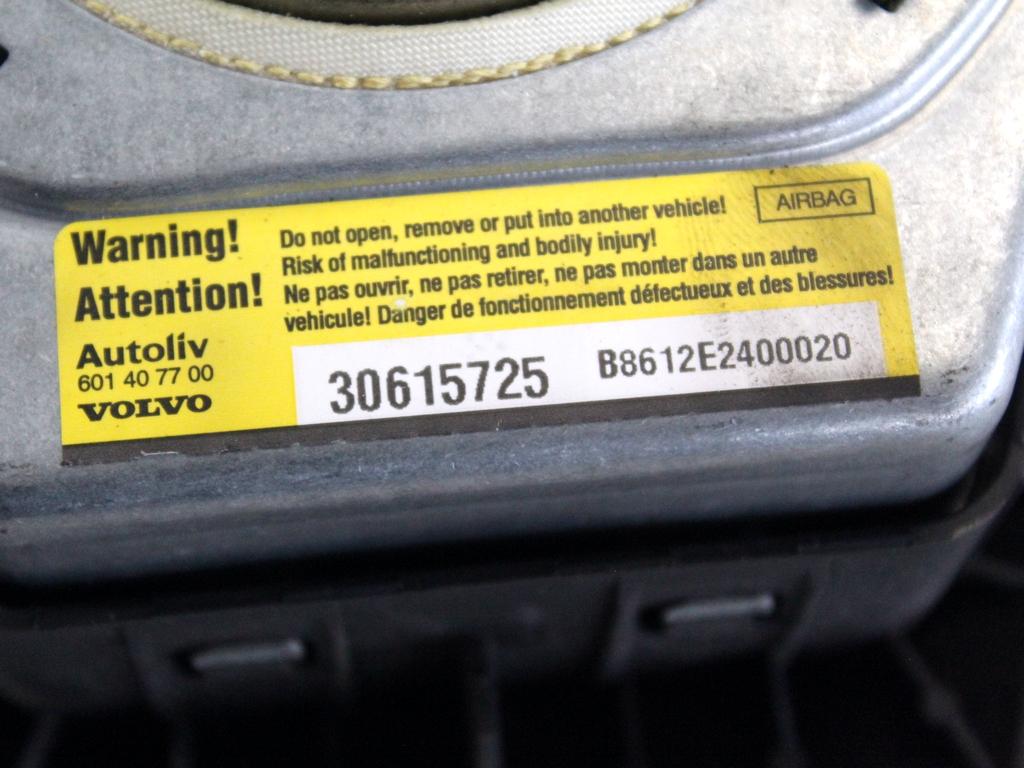 Warning!
Attention!
Autoliv
601 40 77 00
VOLVO
Do not open, remove or put into another vehicle!
Risk of malfunctioning and bodily injury!
Ne pas ouvrir, ne pas retirer, ne pas monter dans un autre
vehicule! Danger de fonctionnement défectueux et des blessures!
AIRBAG
30615725
B8612E2400020